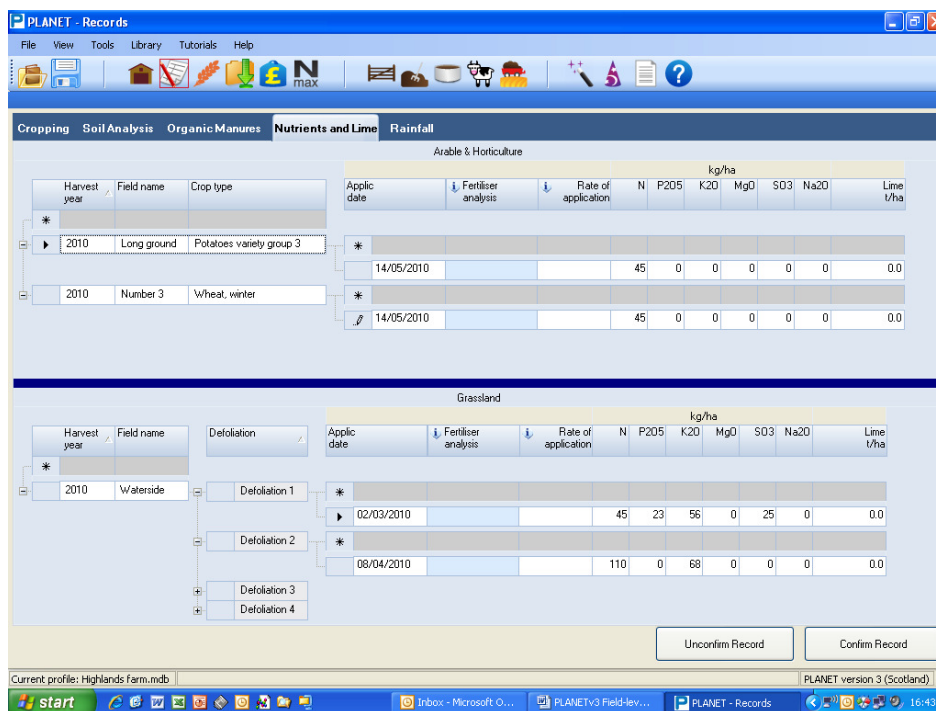 PLANET - Records
File View Tools Library Tutorials Help
N max
Cropping Soil Analysis Organic Manures Nutrients and Lime Rainfall
Arable & Horticulture
kg/ha
Harvest year Field name Crop type Applic date Fertiliser analysis Rate of application N P2O5 K2O MgO SO3 Na2O Lime t/ha
2010 Long ground Potatoes variety group 3
14/05/2010 45 0 0 0 0 0 0.0
2010 Number 3 Wheat, winter
14/05/2010 45 0 0 0 0 0 0.0
Grassland
kg/ha
Harvest year Field name Defoliation Applic date Fertiliser analysis Rate of application N P2O5 K2O MgO SO3 Na2O Lime t/ha
2010 Waterside Defoliation 1
02/03/2010 45 23 56 0 25 0 0.0
Defoliation 2
08/04/2010 110 0 68 0 0 0 0.0
Defoliation 3
Defoliation 4
Unconfirm Record Confirm Record
Current profile: Highlands farm.mdb PLANET version 3 (Scotland)
start Inbox - Microsoft O... PLANETv3 Field-lev... PLANET - Records 16:43